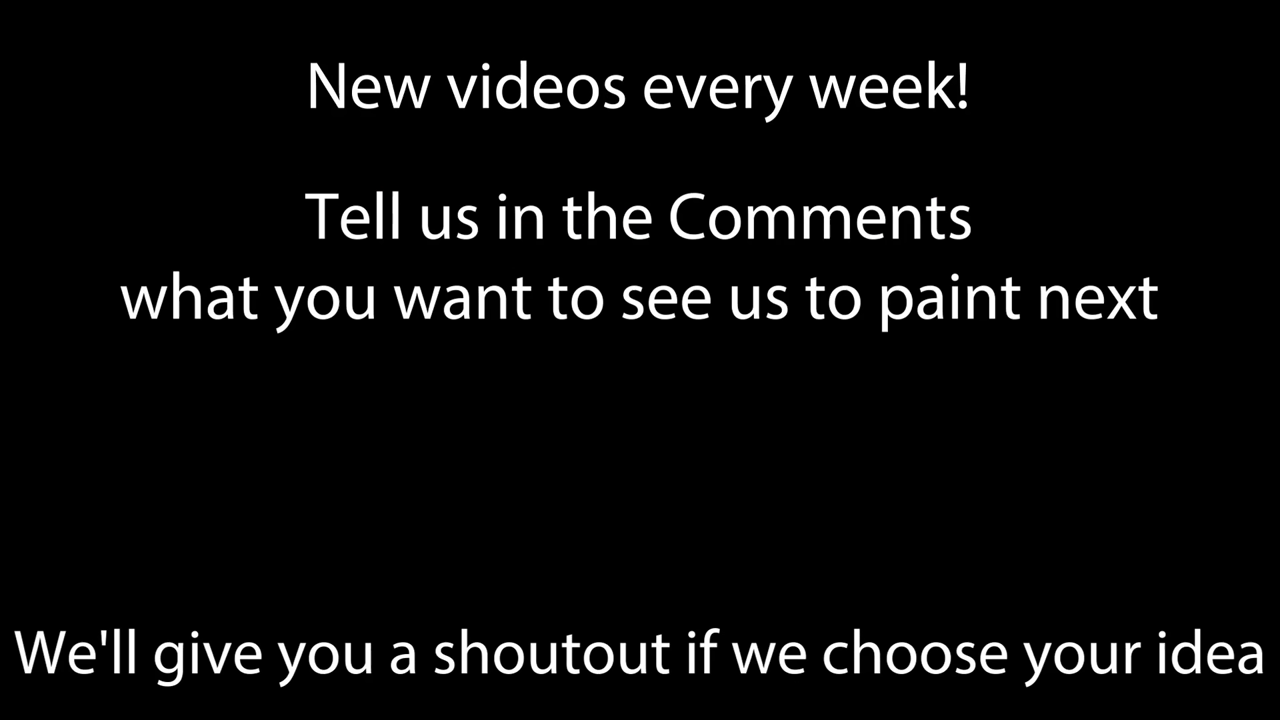 New videos every week!
Tell us in the Comments
what you want to see us to paint next
We'll give you a shoutout if we choose your idea